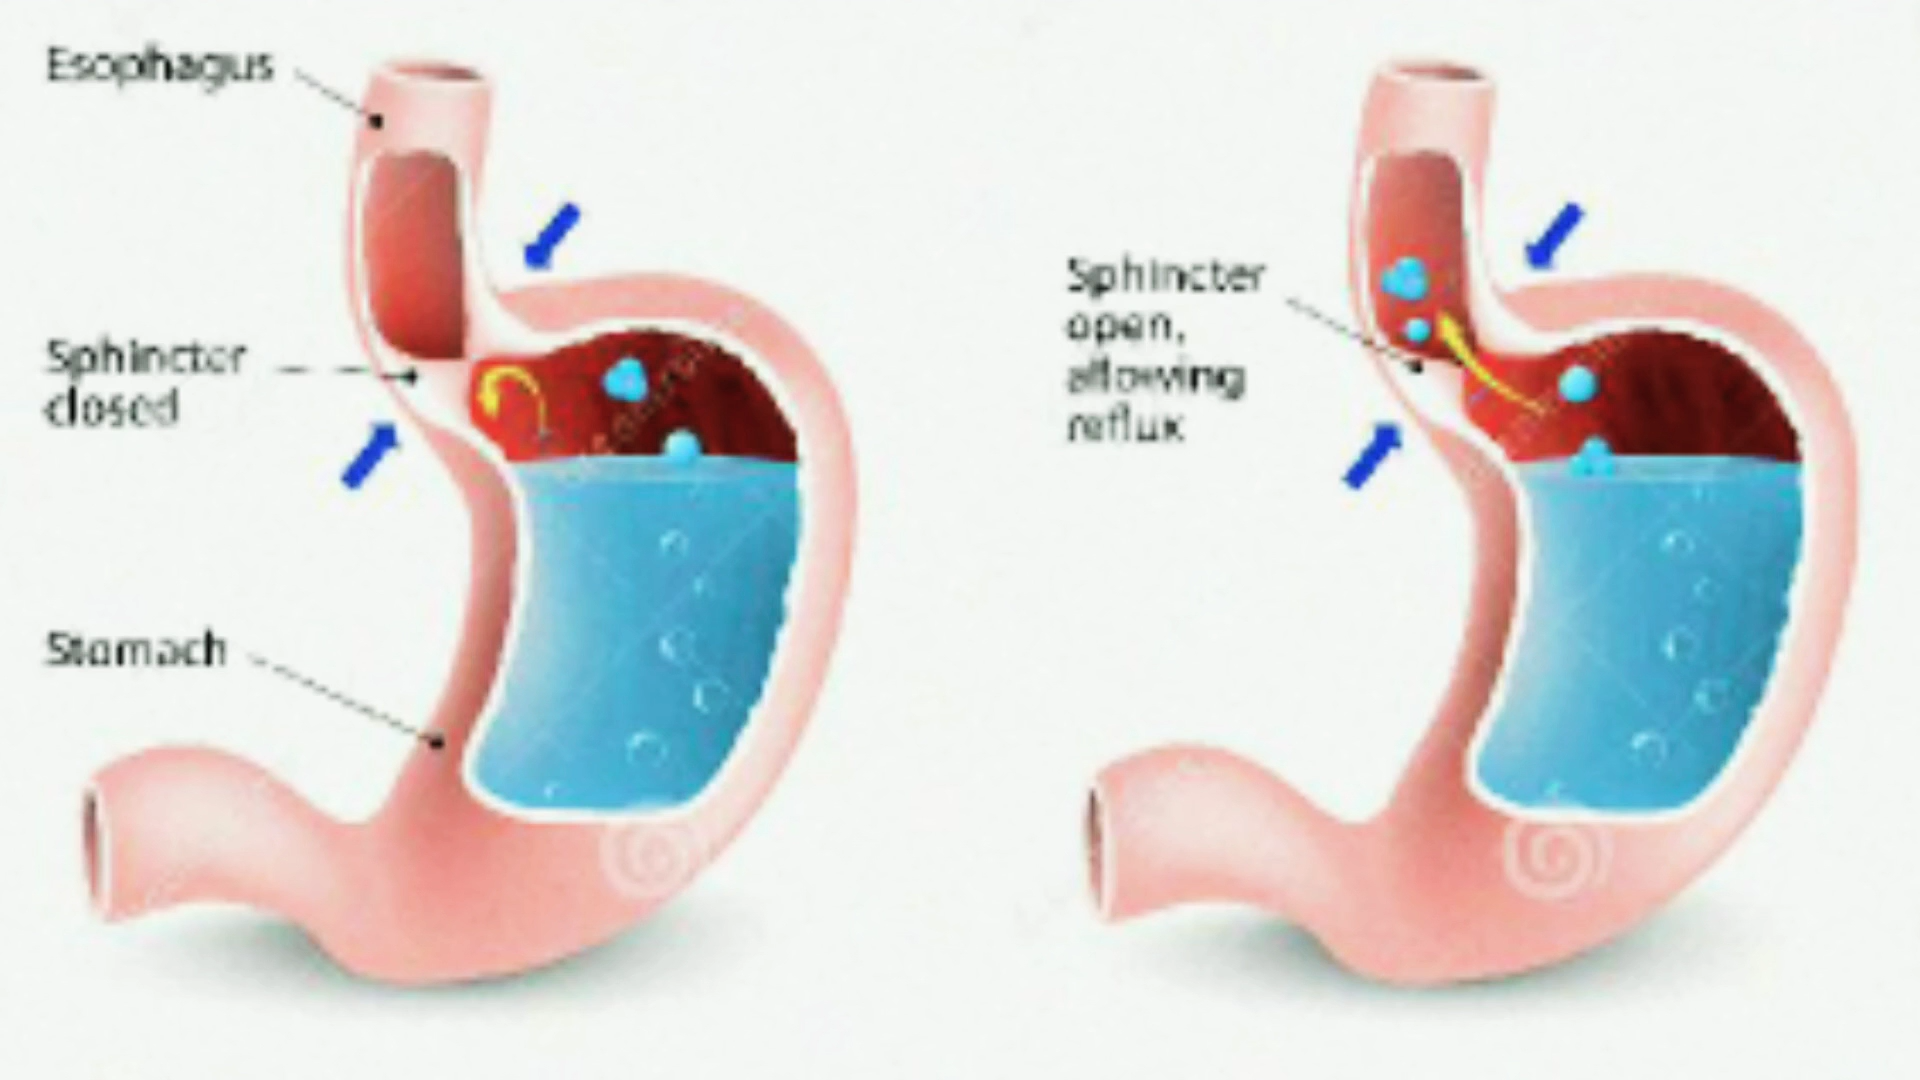 Esophagus
Sphincter
closed
Stomach
Sphincter
open,
allowing
reflux